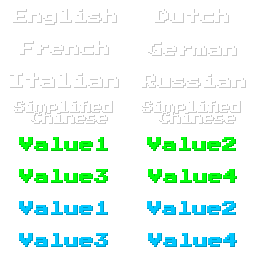 English Dutch
French German
Italian Russian
Simplified Simplified
Chinese Chinese
Value1 Value2
Value3 Value4
Value1 Value2
Value3 Value4